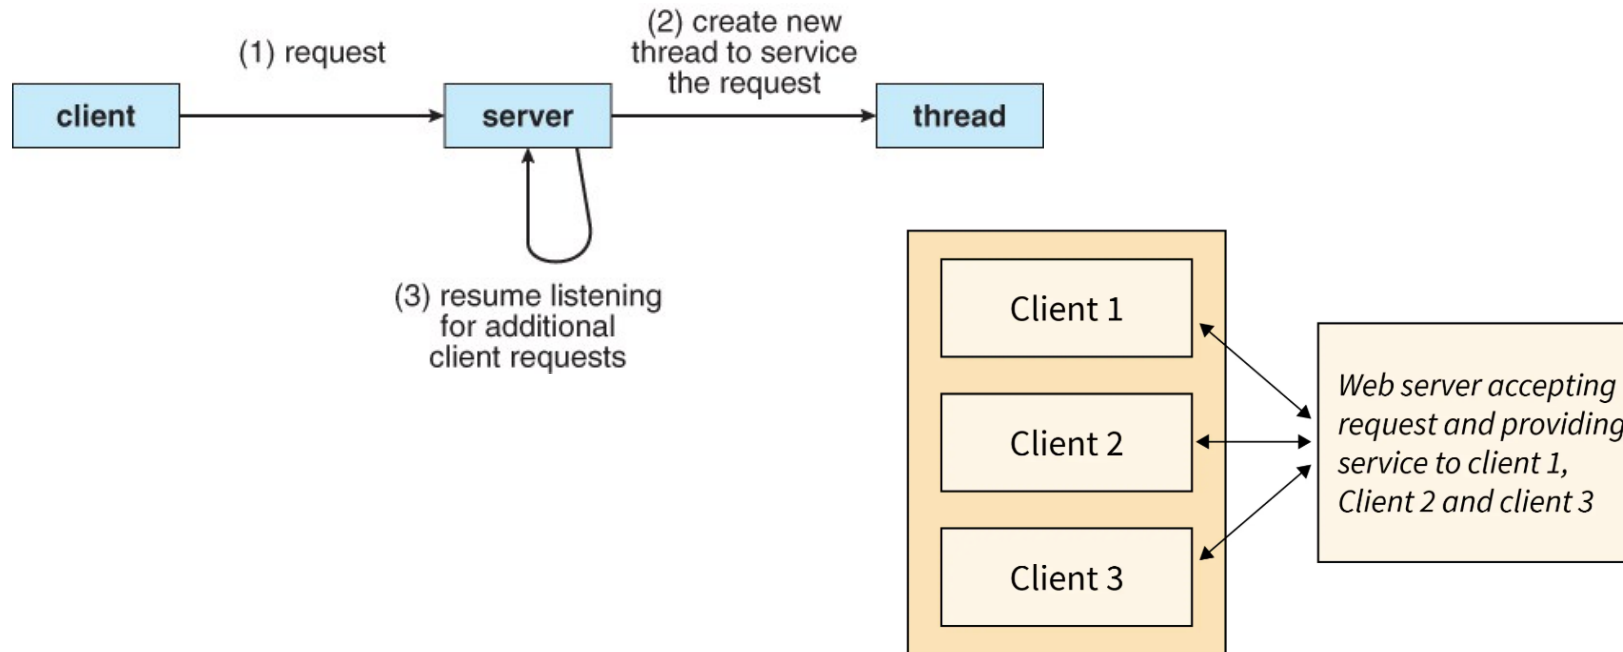 (1) request
(2) create new
thread to service
the request
client
server
thread
(3) resume listening
for additional
client requests
Client 1
Client 2
Client 3
Web server accepting
request and providing
service to client 1,
Client 2 and client 3